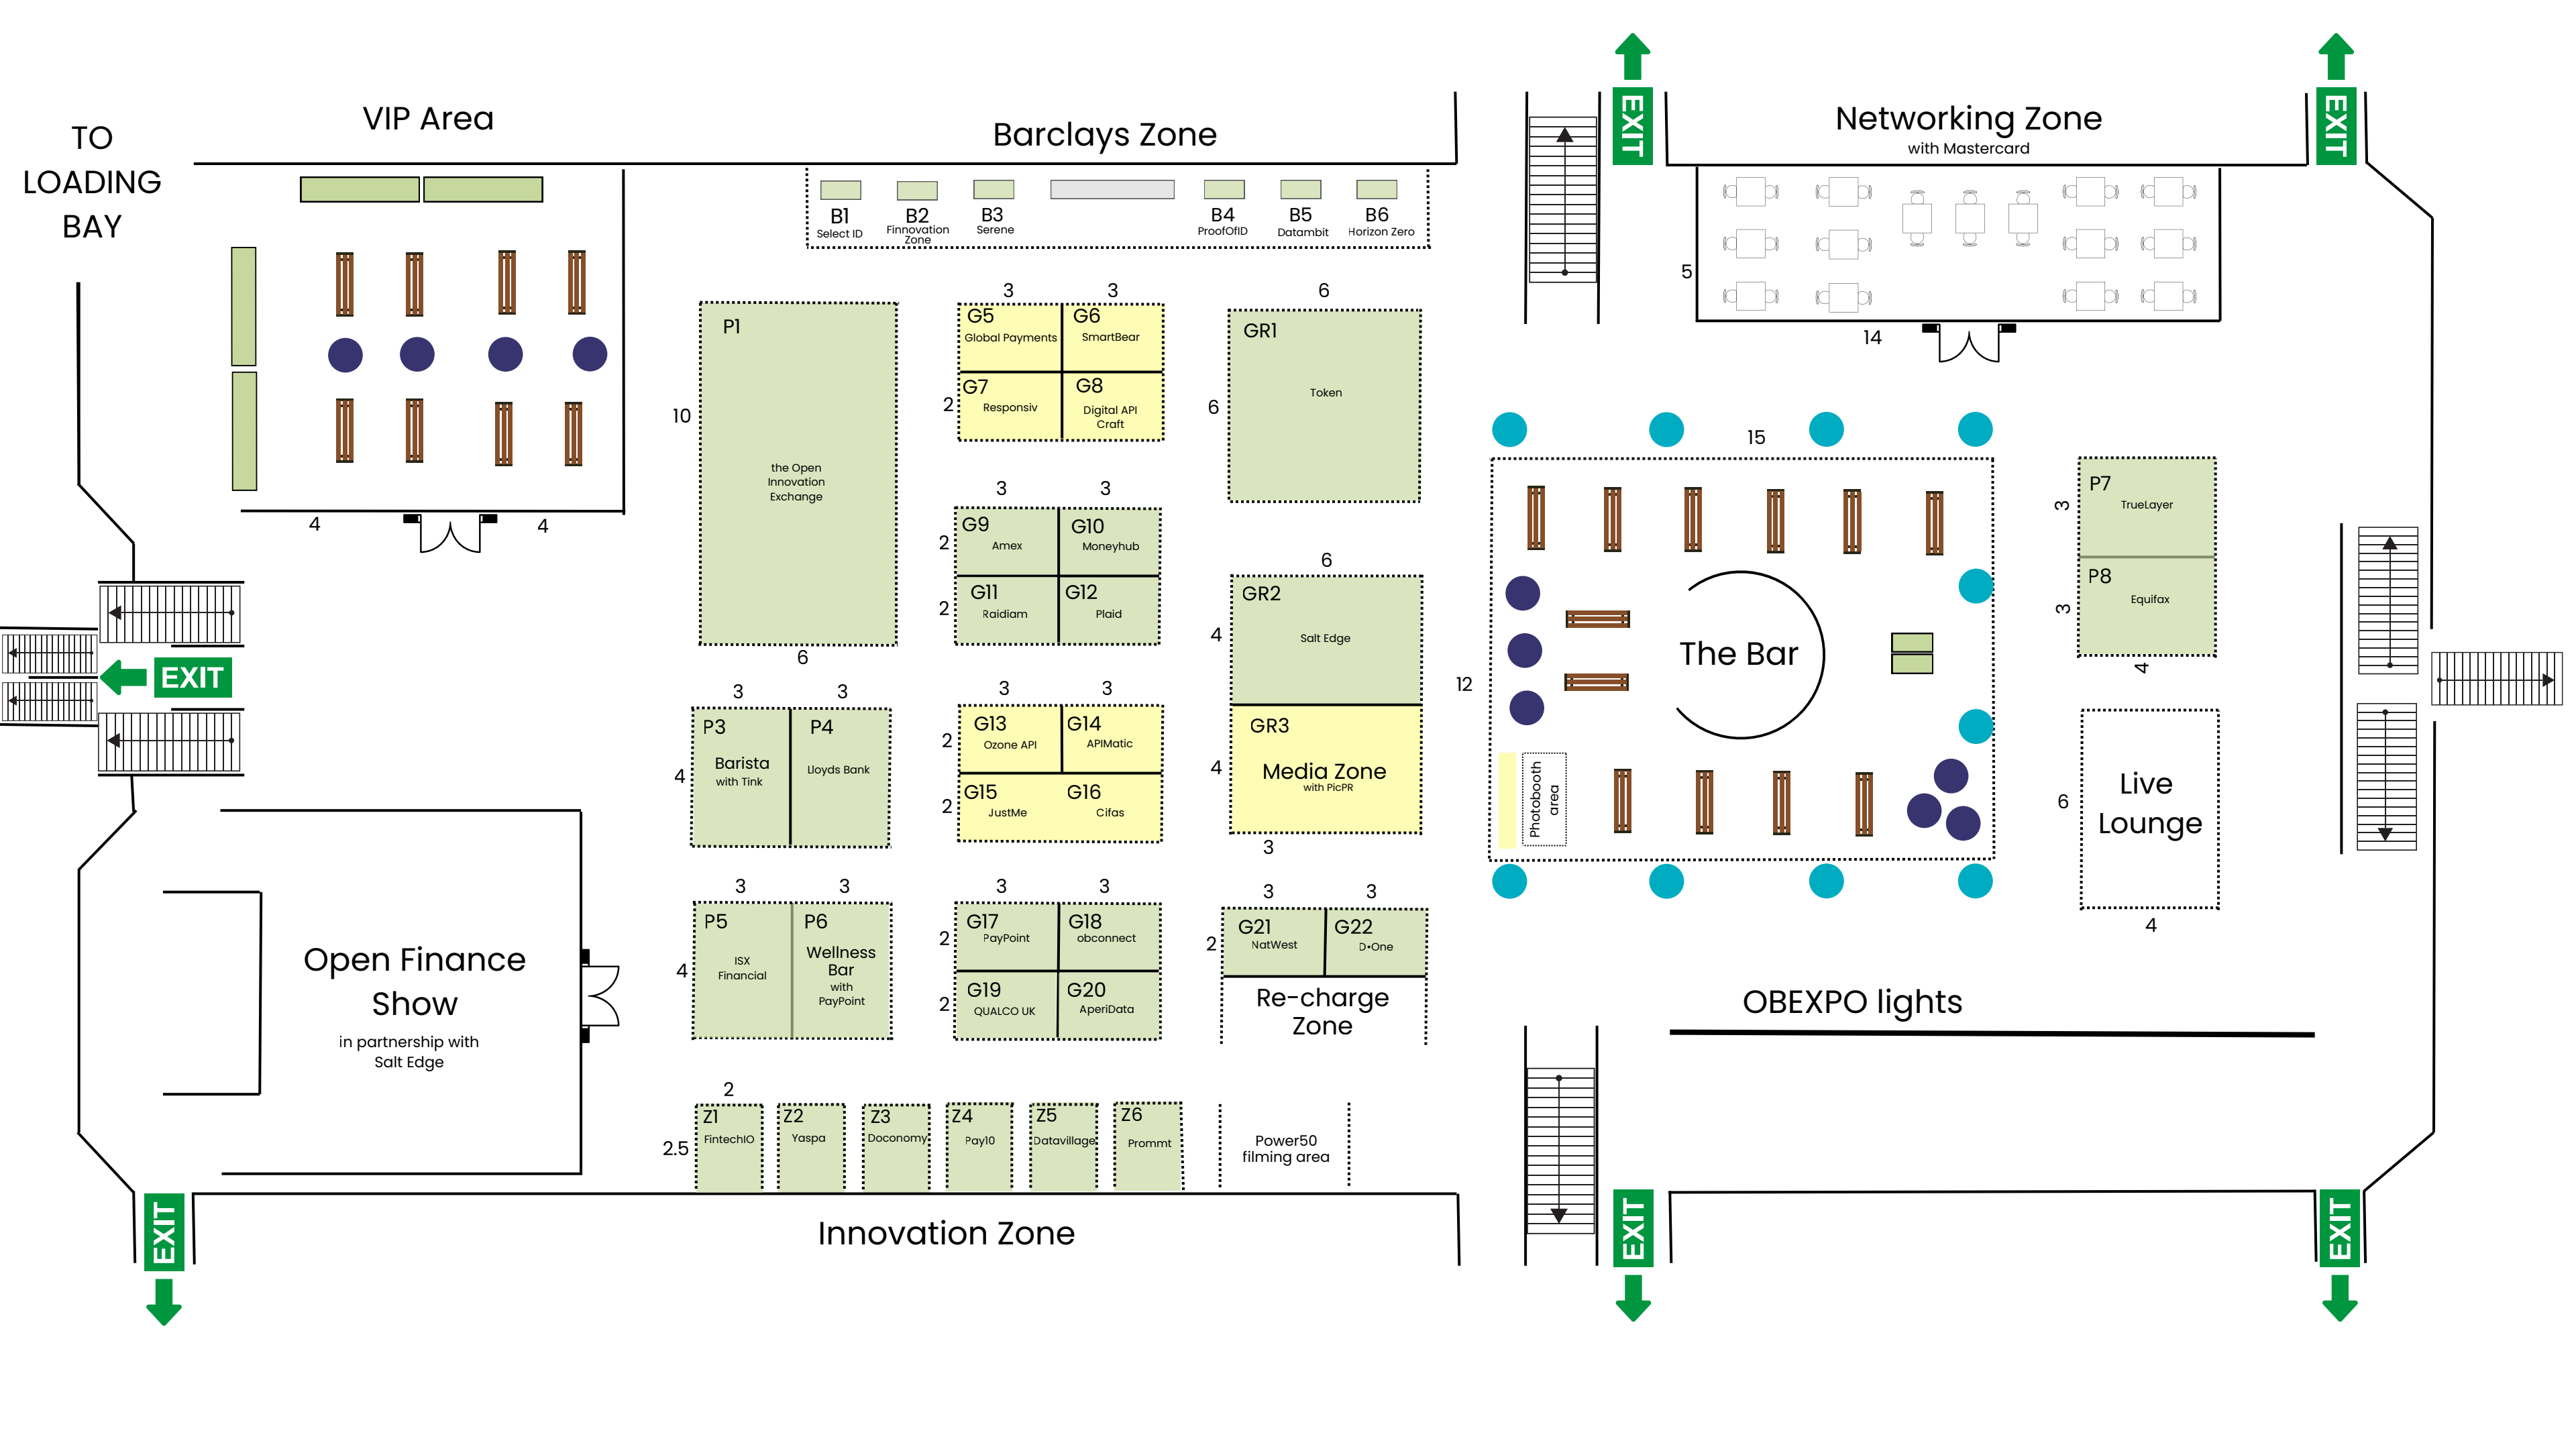 TO
LOADING
BAY
VIP Area
4
4
Barclays Zone
B1
Select ID
B2
Finnovation
Zone
B3
Serene
B4
ProofOfID
B5
Datambit
B6
Horizon Zero
EXIT
EXIT
Networking Zone
with Mastercard
5
14
P1
the Open
Innovation
Exchange
10
6
3
3
G5
Global Payments
G6
SmartBear
2
G7
Responsiv
G8
Digital API
Craft
6
GR1
Token
6
3
3
G9
Amex
G10
Moneyhub
2
G11
Raidiam
G12
Plaid
2
6
GR2
Salt Edge
4
GR3
Media Zone
with PicPR
4
3
15
12
The Bar
Photobooth
area
P7
TrueLayer
3
P8
Equifax
3
4
Live
Lounge
6
4
EXIT
3
3
P3
Barista
with Tink
P4
Lloyds Bank
4
3
3
G13
Ozone API
G14
APIMatic
2
G15
JustMe
G16
Cifas
2
3
3
P5
ISX
Financial
P6
Wellness
Bar
with
PayPoint
4
3
3
G17
PayPoint
G18
obconnect
2
G19
QUALCO UK
G20
AperiData
2
3
3
G21
NatWest
G22
D•One
2
Re-charge
Zone
OBEXPO lights
Open Finance
Show
in partnership with
Salt Edge
2
2.5
Z1
FintechIO
Z2
Yaspa
Z3
Doconomy
Z4
Pay10
Z5
Datavillage
Z6
Prommt
Power50
filming area
Innovation Zone
EXIT
EXIT
EXIT